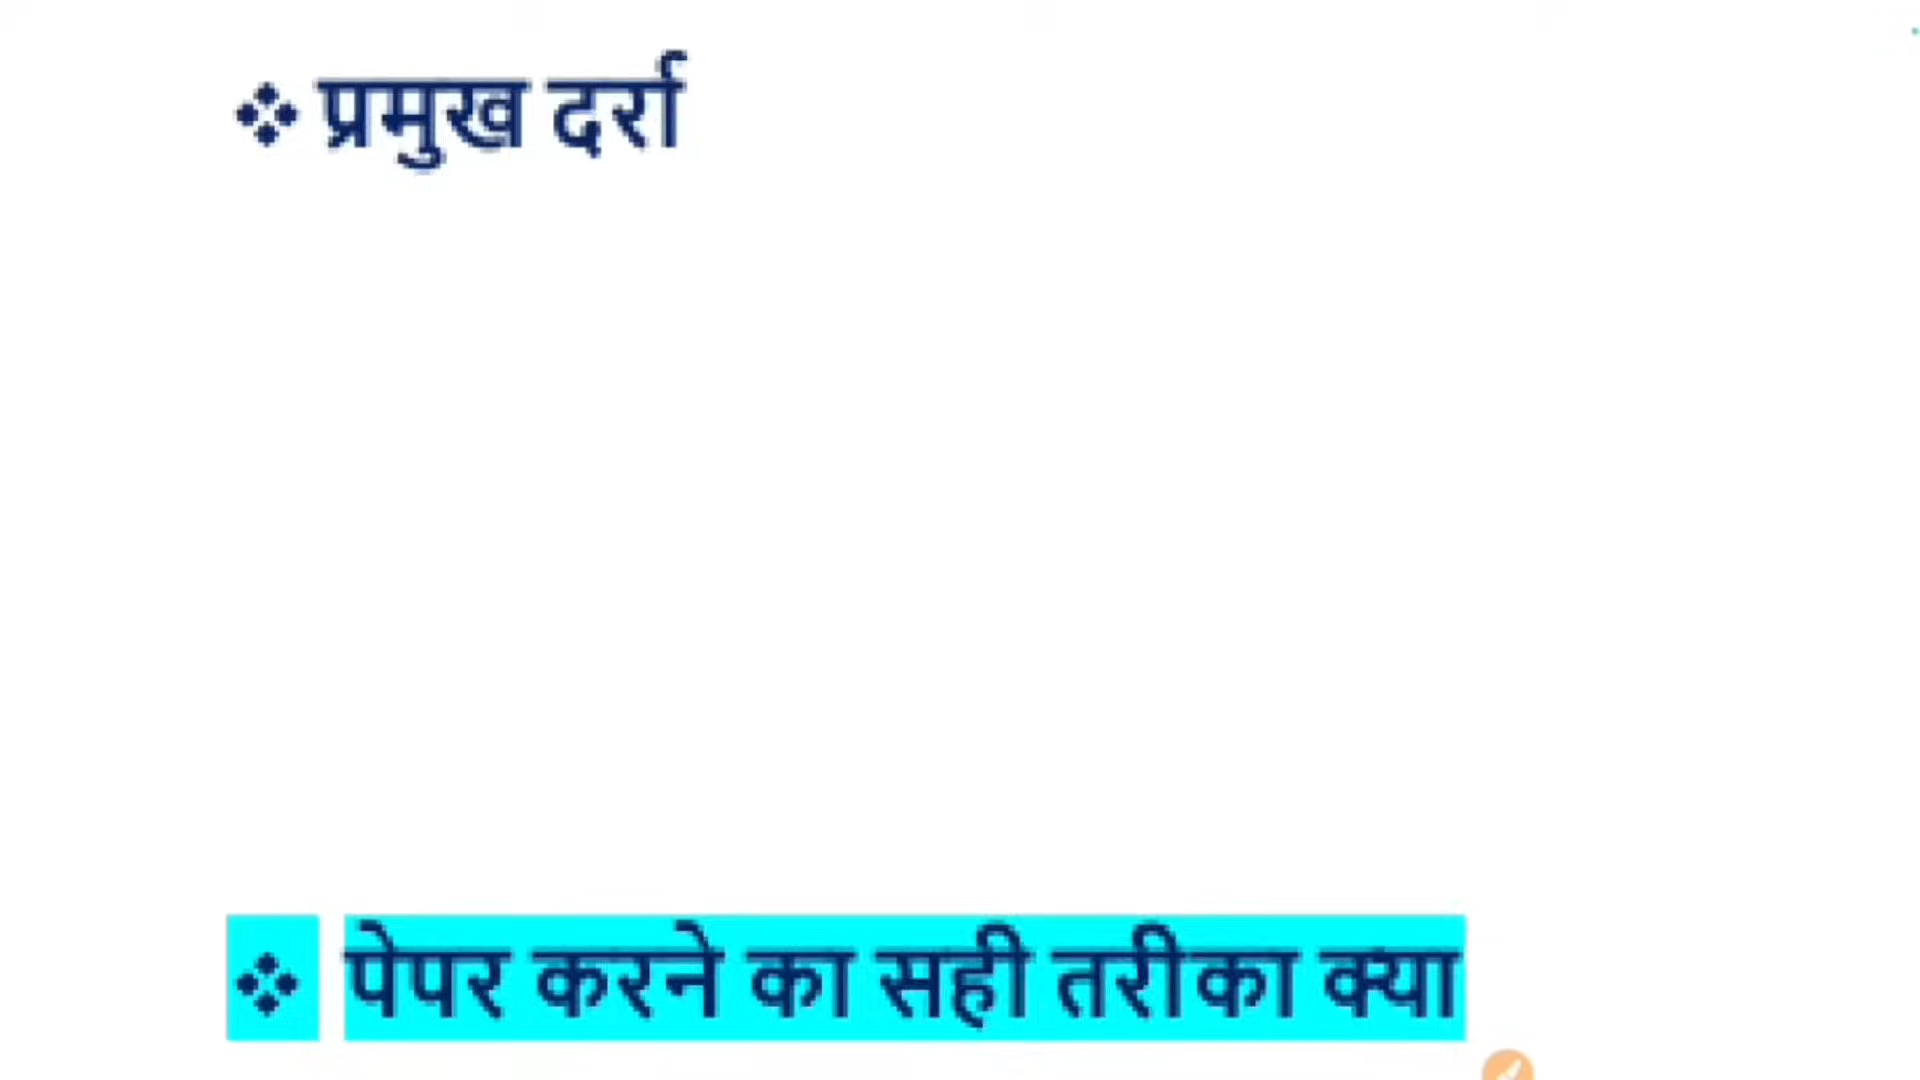 ❖ प्रमुख दर्रा
❖ पेपर करने का सही तरीका क्या